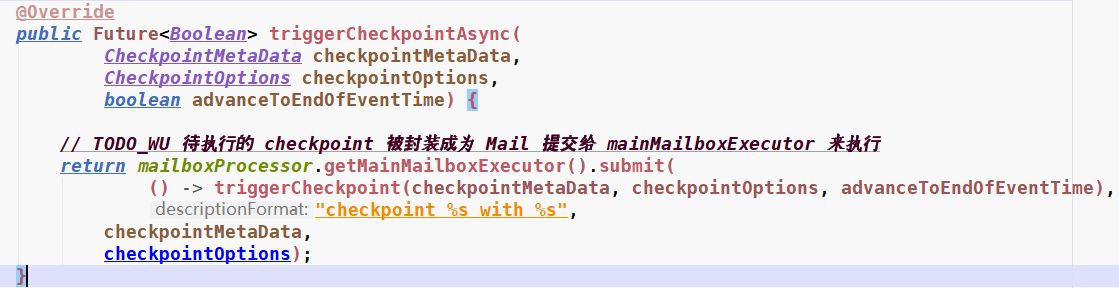 @Override
public Future<Boolean> triggerCheckpointAsync(
CheckpointMetaData checkpointMetaData,
CheckpointOptions checkpointOptions,
boolean advanceToEndOfEventTime) {
// TODO_WU 待执行的 checkpoint 被封装成为 Mail 提交给 mainMailboxExecutor 来执行
return mailboxProcessor.getMainMailboxExecutor().submit(
() -> triggerCheckpoint(checkpointMetaData, checkpointOptions, advanceToEndOfEventTime),
descriptionFormat: "checkpoint %s with %s",
checkpointMetaData,
checkpointOptions);
}